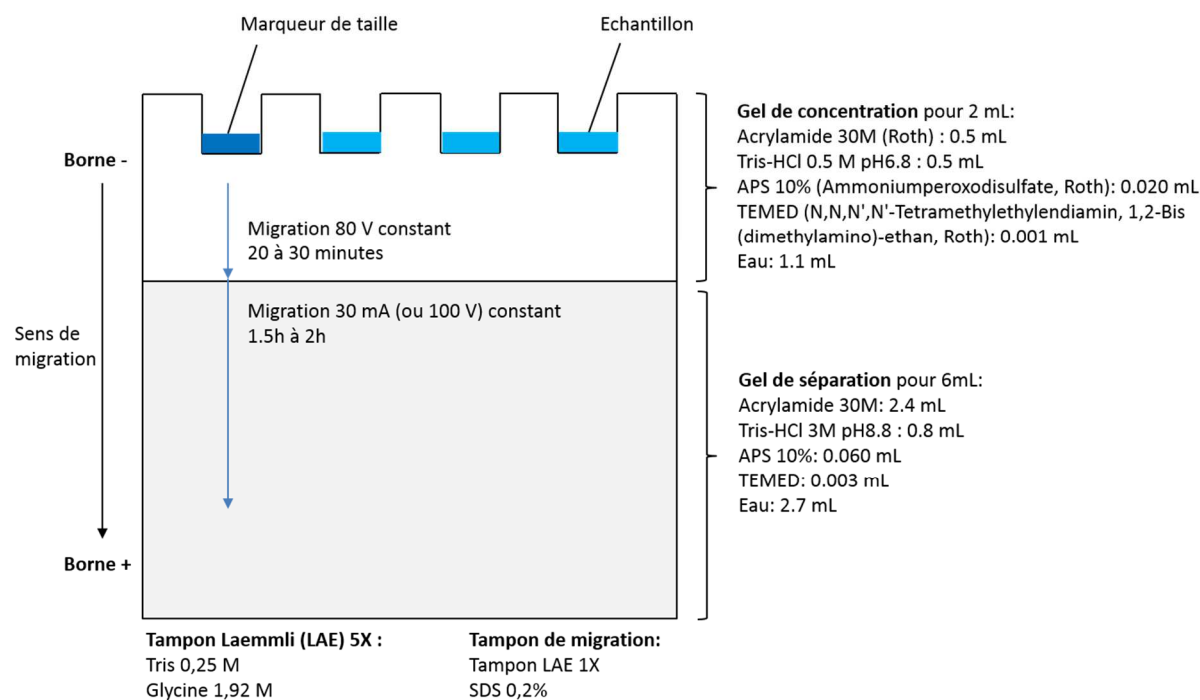 Marqueur de taille
Echantillon
Borne -
Migration 80 V constant
20 à 30 minutes
Gel de concentration pour 2 mL:
Acrylamide 30M (Roth) : 0.5 mL
Tris-HCl 0.5 M pH6.8 : 0.5 mL
APS 10% (Ammoniumperoxodisulfate, Roth): 0.020 mL
TEMED (N,N,N',N'-Tetramethylethylendiamin, 1,2-Bis
(dimethylamino)-ethan, Roth): 0.001 mL
Eau: 1.1 mL
Migration 30 mA (ou 100 V) constant
1.5h à 2h
Sens de
migration
Gel de séparation pour 6mL:
Acrylamide 30M: 2.4 mL
Tris-HCl 3M pH8.8 : 0.8 mL
APS 10%: 0.060 mL
TEMED: 0.003 mL
Eau: 2.7 mL
Borne +
Tampon Laemmli (LAE) 5X :
Tris 0,25 M
Glycine 1,92 M
Tampon de migration:
Tampon LAE 1X
SDS 0,2%